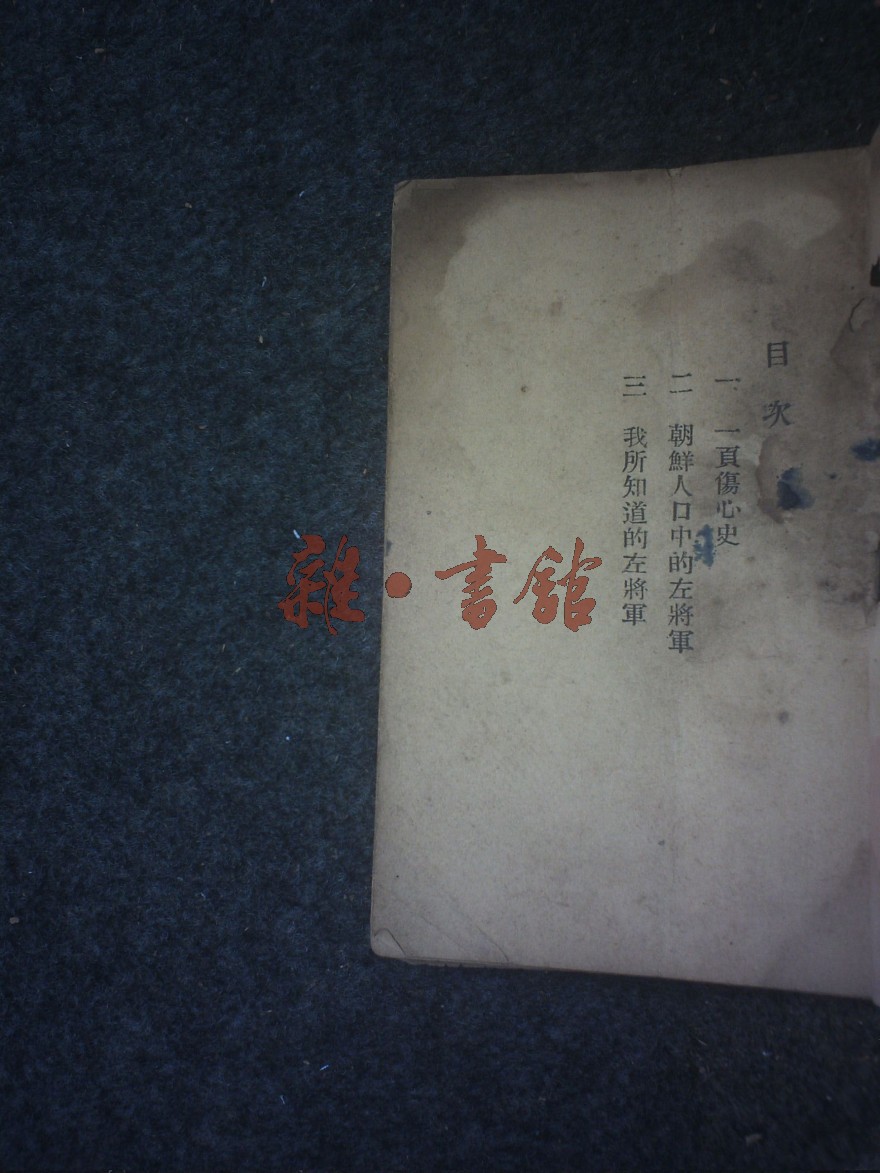 目次
一 一頁傷心史
二 朝鮮人口中的左將軍
三 我所知道的左將軍
雜·書館